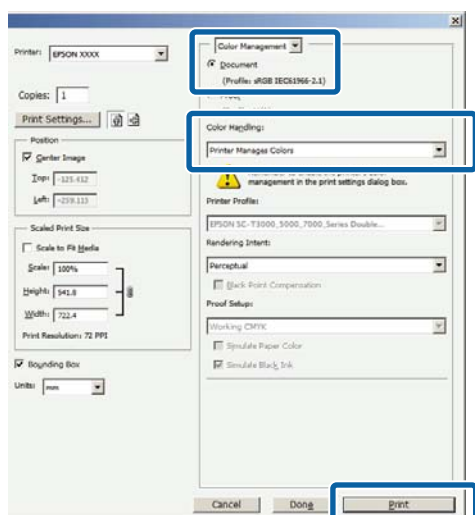 Printer: EPSON XXXX
Copies: 1
Print Settings...
Position
Center Image
Top: -125.412
Left: -259.113
Scaled Print Size
Scale to Fit Media
Scale: 100%
Height: 541.8
Width: 722.4
Print Resolution: 72 PPI
Bounding Box
Units: mm
Color Management
Document
(Profile: sRGB IEC61966-2.1)
Color Handling:
Printer Manages Colors
management in the print settings dialog box.
Printer Profile:
EPSON SC-T3000_5000_7000_Series Double...
Rendering Intent:
Perceptual
Black Point Compensation
Proof Setup:
Working CMYK
Simulate Paper Color
Simulate Black Ink
Cancel
Done
Print